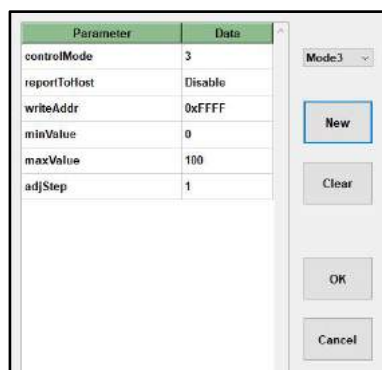 Parameter Data
controlMode 3
reportToHost Disable
writeAddr 0xFFFF
minValue 0
maxValue 100
adjStep 1
Mode3
New
Clear
OK
Cancel